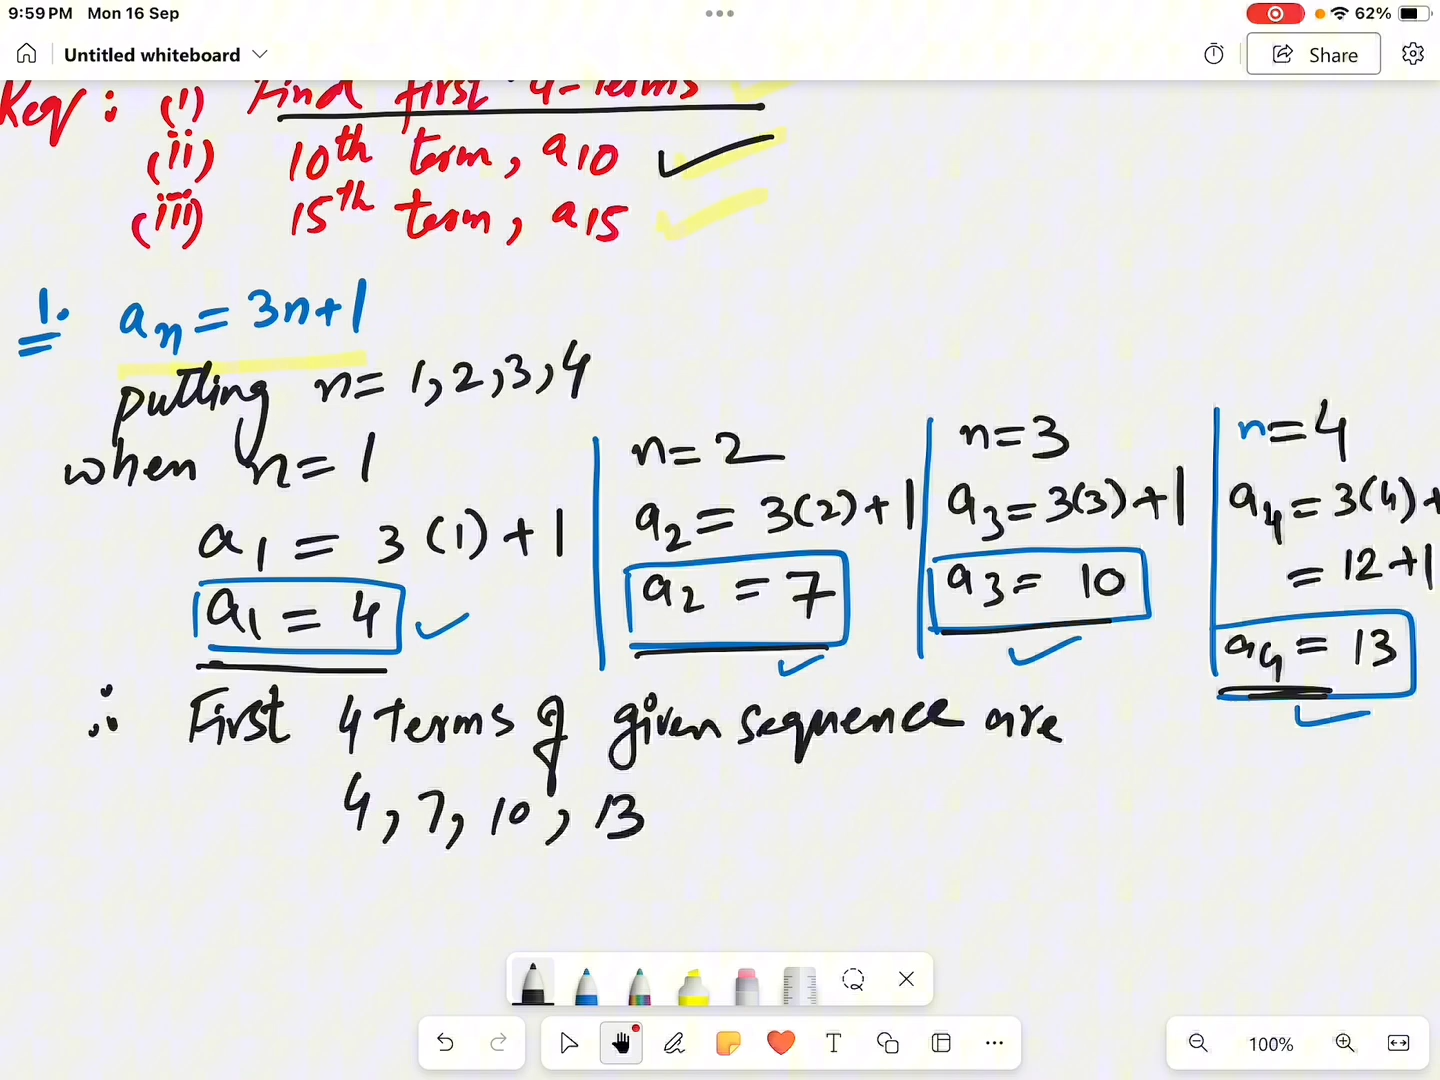 9:59 PM Mon 16 Sep
62%
Untitled whiteboard
Share
Req : (i) Find first 4-terms
(ii) 10th term, a10
(iii) 15th term, a15
1. an = 3n+1
putting n= 1,2,3,4
when n= 1
a1 = 3(1)+1
a1 = 4
n= 2
a2 = 3(2)+1
a2 = 7
n=3
a3= 3(3)+1
a3= 10
n=4
a4=3(4)+
= 12+1
a4 = 13
∴ First 4 terms of given sequence are
4, 7, 10, 13
T
100%